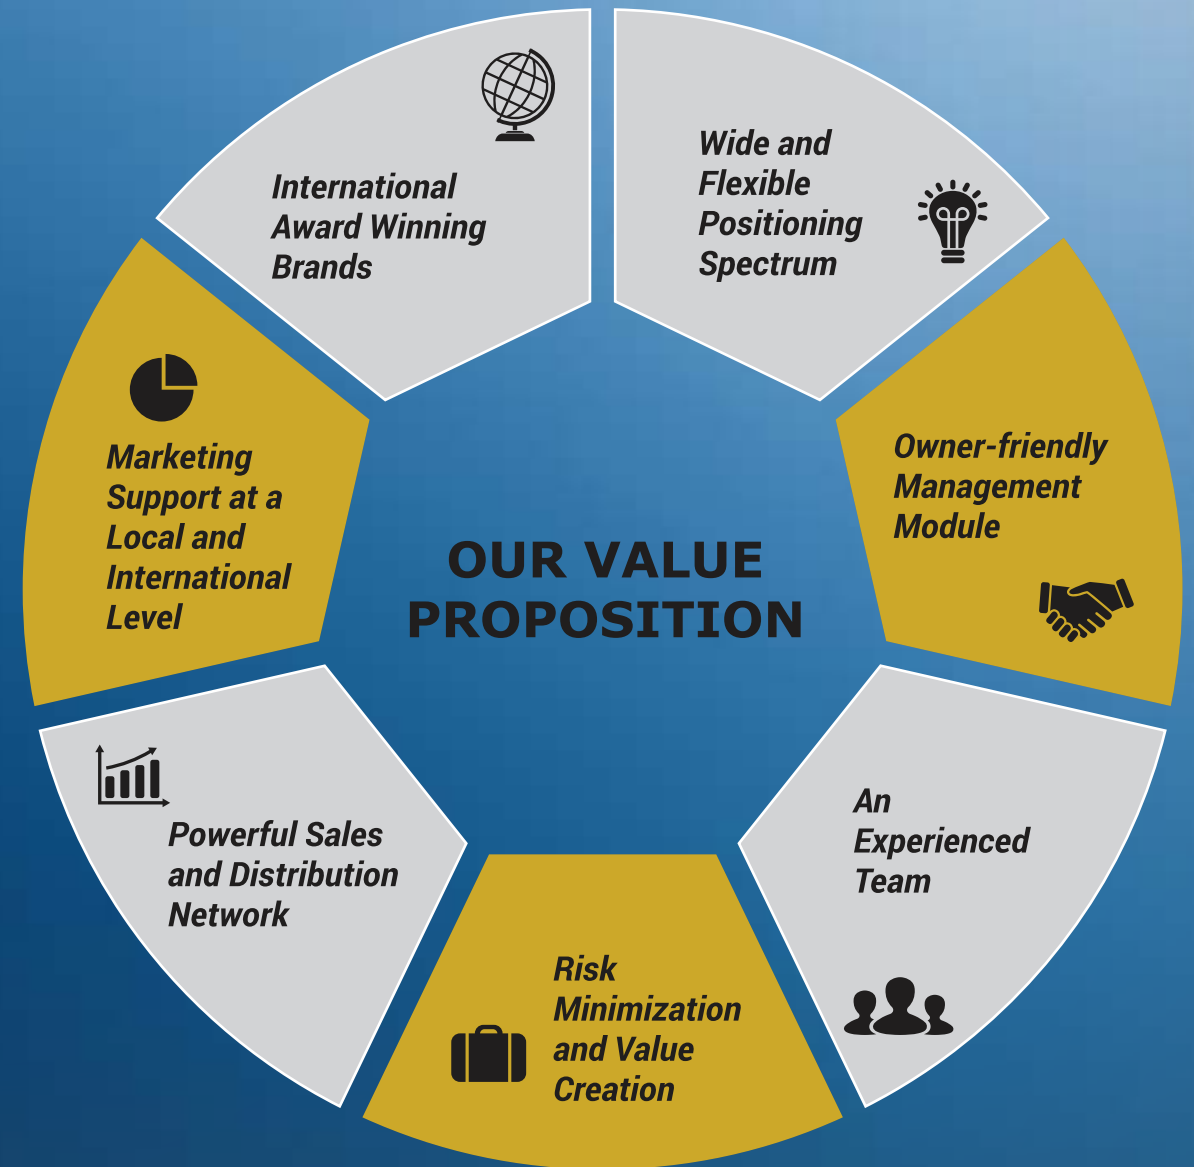 International
Award Winning
Brands
Wide and
Flexible
Positioning
Spectrum
Marketing
Support at a
Local and
International
Level
Owner-friendly
Management
Module
OUR VALUE
PROPOSITION
Powerful Sales
and Distribution
Network
An
Experienced
Team
Risk
Minimization
and Value
Creation